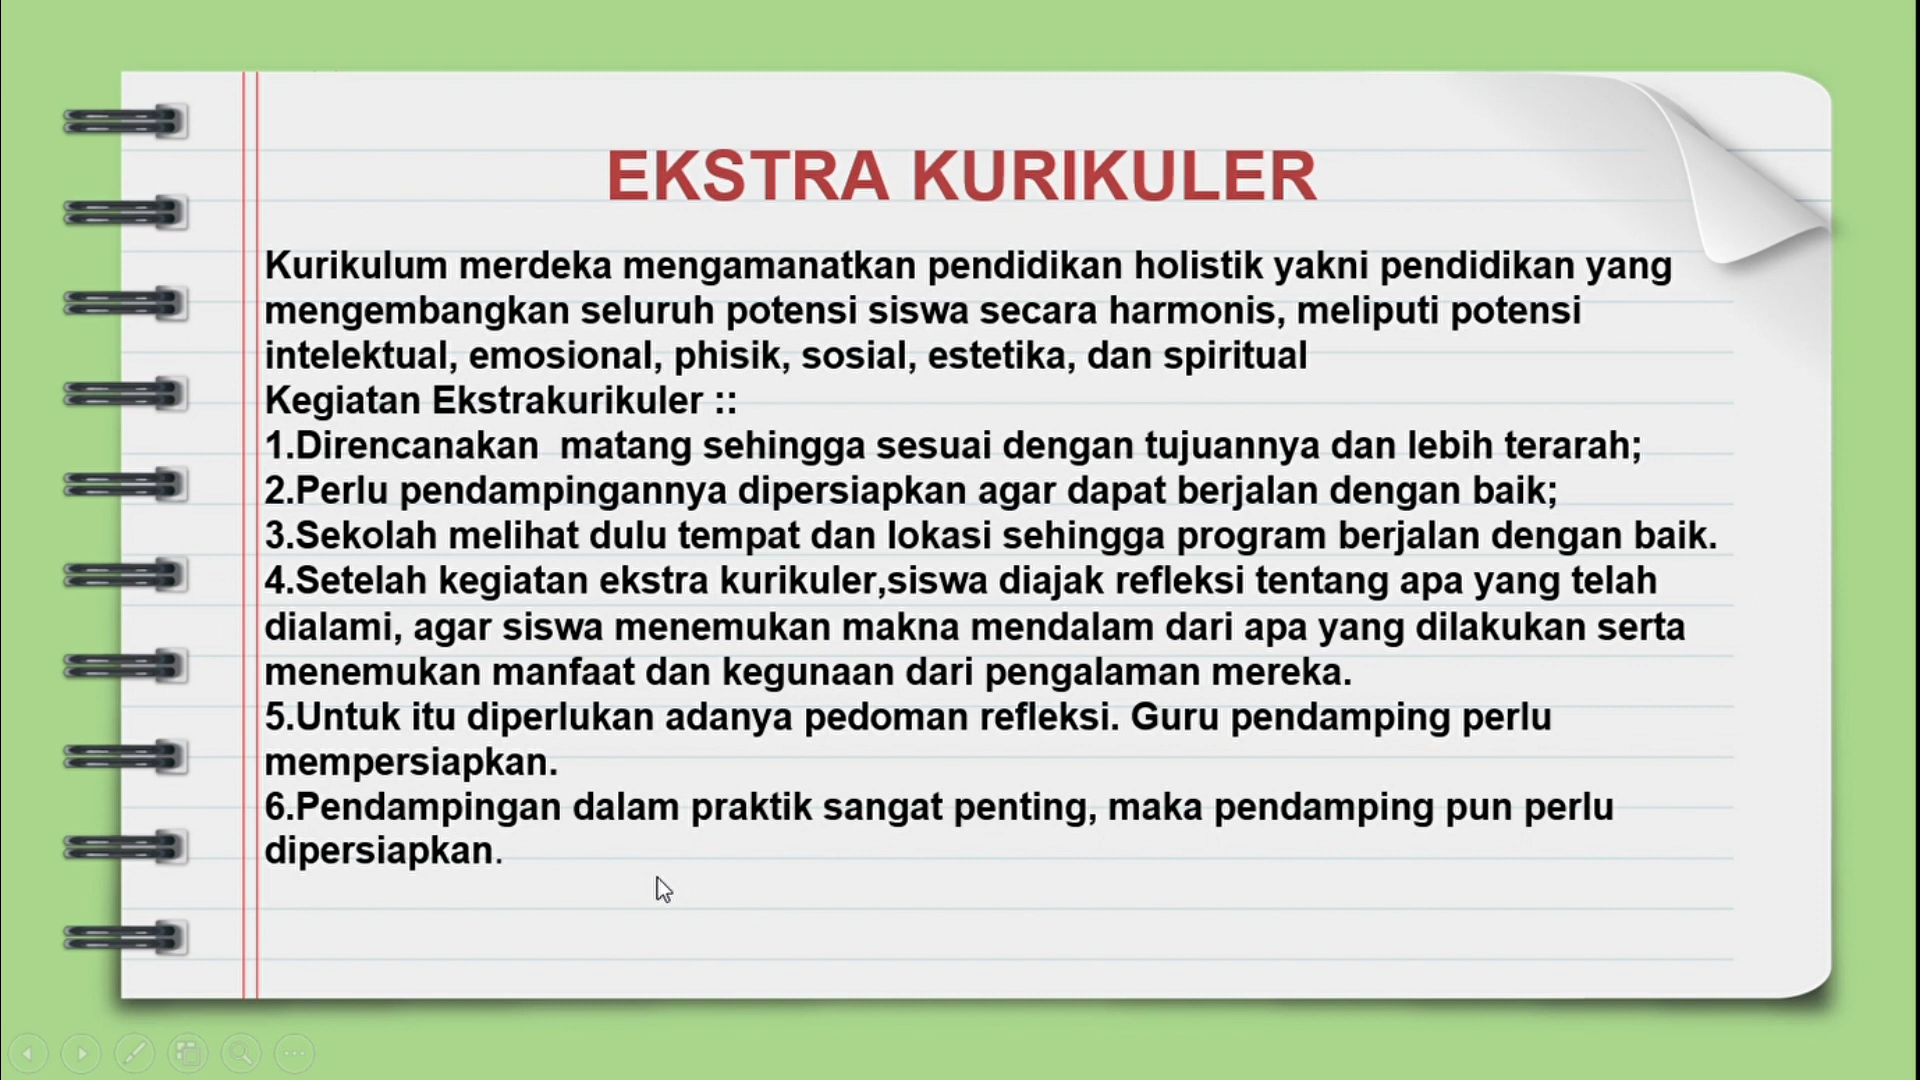 EKSTRA KURIKULER
Kurikulum merdeka mengamanatkan pendidikan holistik yakni pendidikan yang
mengembangkan seluruh potensi siswa secara harmonis, meliputi potensi
intelektual, emosional, phisik, sosial, estetika, dan spiritual
Kegiatan Ekstrakurikuler ::
1.Direncanakan  matang sehingga sesuai dengan tujuannya dan lebih terarah;
2.Perlu pendampingannya dipersiapkan agar dapat berjalan dengan baik;
3.Sekolah melihat dulu tempat dan lokasi sehingga program berjalan dengan baik.
4.Setelah kegiatan ekstra kurikuler,siswa diajak refleksi tentang apa yang telah
dialami, agar siswa menemukan makna mendalam dari apa yang dilakukan serta
menemukan manfaat dan kegunaan dari pengalaman mereka.
5.Untuk itu diperlukan adanya pedoman refleksi. Guru pendamping perlu
mempersiapkan.
6.Pendampingan dalam praktik sangat penting, maka pendamping pun perlu
dipersiapkan.